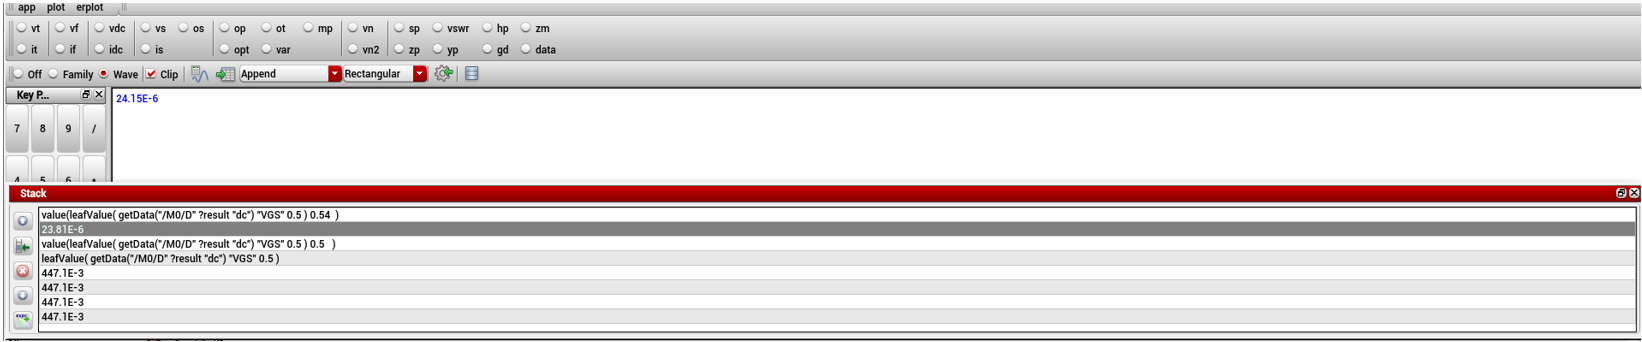 app plot erplot
vt vf vdc vs os op ot mp vn sp vswr hp zm
it if idc is opt var vn2 zp yp gd data
Off Family Wave Clip Append Rectangular
Key P...
24.15E-6
7 8 9 /
4 5 6 *
Stack
value(leafValue( getData("/M0/D" ?result "dc") "VGS" 0.5 ) 0.54 )
23.81E-6
value(leafValue( getData("/M0/D" ?result "dc") "VGS" 0.5 ) 0.5 )
leafValue( getData("/M0/D" ?result "dc") "VGS" 0.5 )
447.1E-3
447.1E-3
447.1E-3
447.1E-3